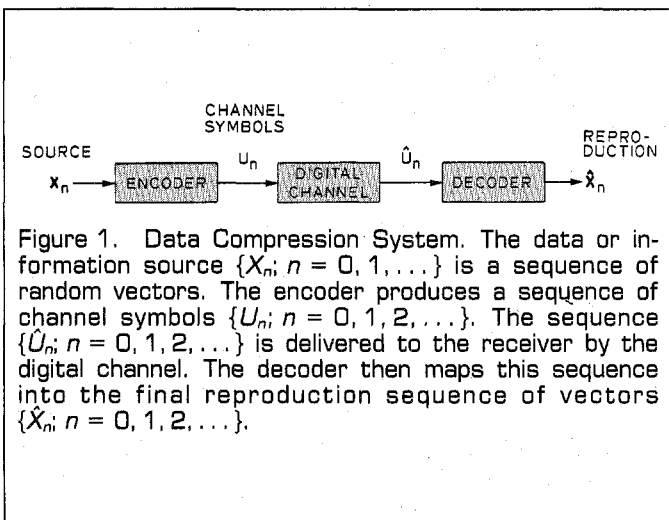 CHANNEL
SYMBOLS
SOURCE
REPRO-
DUCTION
Xₙ
ENCODER
Uₙ
DIGITAL
CHANNEL
Ûₙ
DECODER
X̂ₙ
Figure 1. Data Compression System. The data or in-
formation source {Xₙ; n = 0, 1,...} is a sequence of
random vectors. The encoder produces a sequence of
channel symbols {Uₙ; n = 0, 1, 2,...}. The sequence
{Ûₙ; n = 0, 1, 2,...} is delivered to the receiver by the
digital channel. The decoder then maps this sequence
into the final reproduction sequence of vectors
{X̂ₙ; n = 0, 1, 2,...}.